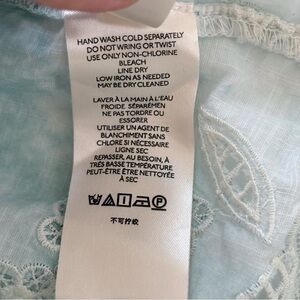 HAND WASH COLD SEPARATELY
DO NOT WRING OR TWIST
USE ONLY NON-CHLORINE
BLEACH
LINE DRY
LOW IRON AS NEEDED
MAY BE DRY CLEANED
LAVER À LA MAIN À L'EAU
FROIDE SÉPARÉMEN
NE PAS TORDRE OU
ESSORER
UTILISER UN AGENT DE
BLANCHIMENT SANS
CHLORE SI NÉCESSAIRE
LIGNE SEC
REPASSER, AU BESOIN, À
TRÈS BASSE TEMPÉRATURE
PEUT-ÊTRE ÊTRE NETTOYÉE
À SEC
P
不可拧绞